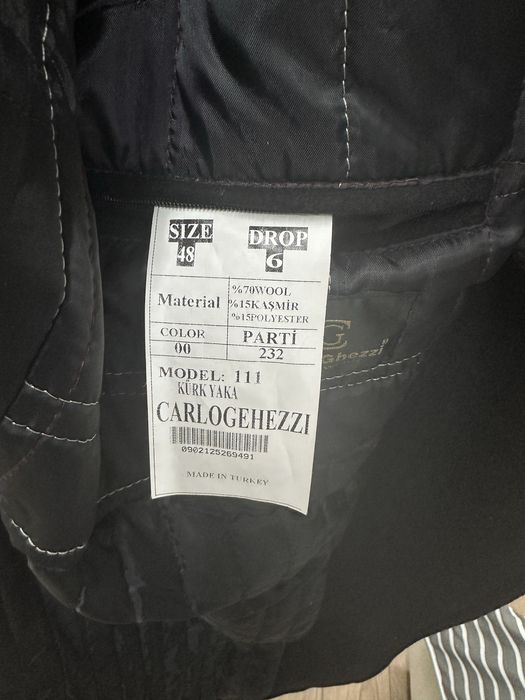 SIZE DROP
48 6
Material %70WOOL
%15KAŞMİR
%15POLYESTER
COLOR PARTİ
00 232
MODEL: 111
KÜRK YAKA
CARLOGEHEZZI
0902125269491
MADE IN TURKEY
G
Ghezzi